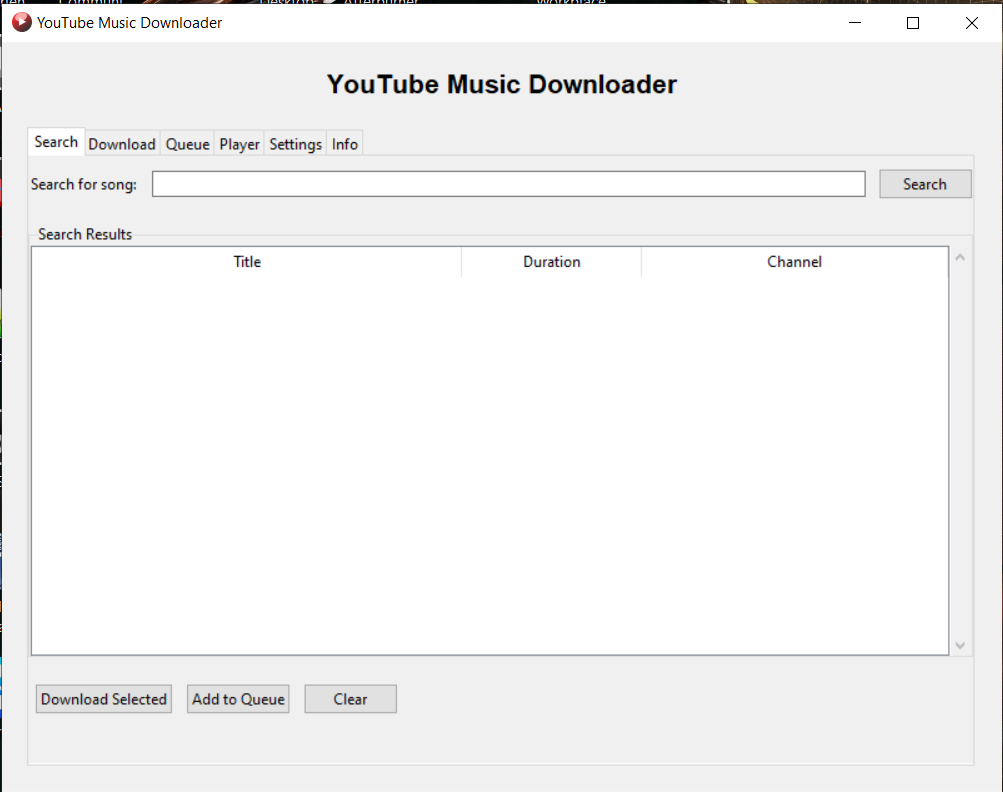 YouTube Music Downloader
YouTube Music Downloader
Search Download Queue Player Settings Info
Search for song: Search
Search Results
Title Duration Channel
Download Selected Add to Queue Clear